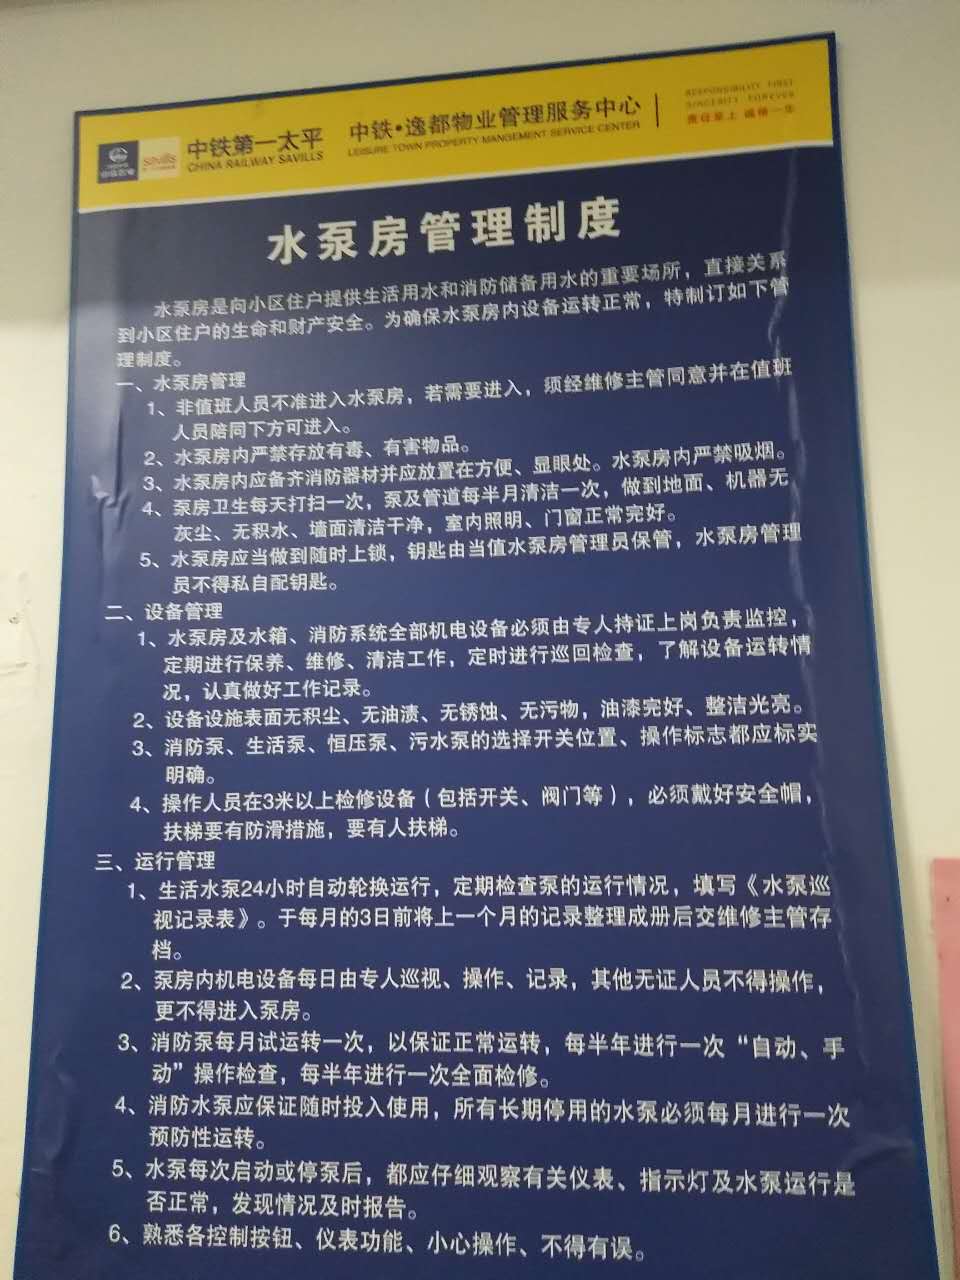 savills
中铁第一太平
CHINA RAILWAY SAVILLS
中铁·逸都物业管理服务中心
LEISURE TOWN PROPERTY MANGEMENT SERVICE CENTER
RESPONSIBILITY FIRST
SINCERITY FOREVER
责任至上 诚信一生
水泵房管理制度
水泵房是向小区住户提供生活用水和消防储备用水的重要场所，直接关系
到小区住户的生命和财产安全。为确保水泵房内设备运转正常，特制订如下管
理制度。
一、水泵房管理
1、非值班人员不准进入水泵房，若需要进入，须经维修主管同意并在值班
人员陪同下方可进入。
2、水泵房内严禁存放有毒、有害物品。
3、水泵房内应备齐消防器材并应放置在方便、显眼处。水泵房内严禁吸烟。
4、泵房卫生每天打扫一次，泵及管道每半月清洁一次，做到地面、机器无
灰尘、无积水、墙面清洁干净，室内照明、门窗正常完好。
5、水泵房应当做到随时上锁，钥匙由当值水泵房管理员保管，水泵房管理
员不得私自配钥匙。
二、设备管理
1、水泵房及水箱、消防系统全部机电设备必须由专人持证上岗负责监控，
定期进行保养、维修、清洁工作，定时进行巡回检查，了解设备运转情
况，认真做好工作记录。
2、设备设施表面无积尘、无油渍、无锈蚀、无污物，油漆完好、整洁光亮。
3、消防泵、生活泵、恒压泵、污水泵的选择开关位置、操作标志都应标实
明确。
4、操作人员在3米以上检修设备（包括开关、阀门等），必须戴好安全帽，
扶梯要有防滑措施，要有人扶梯。
三、运行管理
1、生活水泵24小时自动轮换运行，定期检查泵的运行情况，填写《水泵巡
视记录表》。于每月的3日前将上一个月的记录整理成册后交维修主管存
档。
2、泵房内机电设备每日由专人巡视、操作、记录，其他无证人员不得操作，
更不得进入泵房。
3、消防泵每月试运转一次，以保证正常运转，每半年进行一次“自动、手
动”操作检查，每半年进行一次全面检修。
4、消防水泵应保证随时投入使用，所有长期停用的水泵必须每月进行一次
预防性运转。
5、水泵每次启动或停泵后，都应仔细观察有关仪表、指示灯及水泵运行是
否正常，发现情况及时报告。
6、熟悉各控制按钮、仪表功能、小心操作、不得有误。